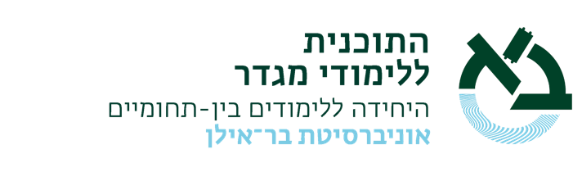 התוכנית
ללימודי מגדר
היחידה ללימודים בין-תחומיים
אוניברסיטת בר־אילן